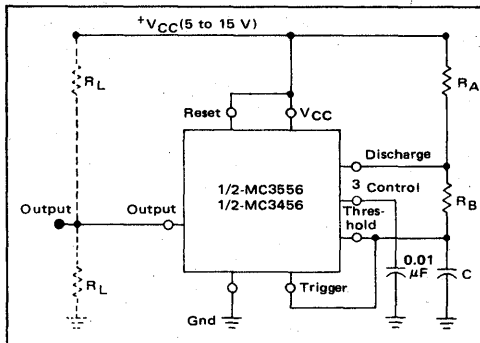 +VCC (5 to 15 V)
RL
RA
Reset
VCC
Discharge
1/2-MC3556
1/2-MC3456
3 Control
Thres-
hold
RB
Output
Output
0.01
μF
C
RL
Trigger
Gnd